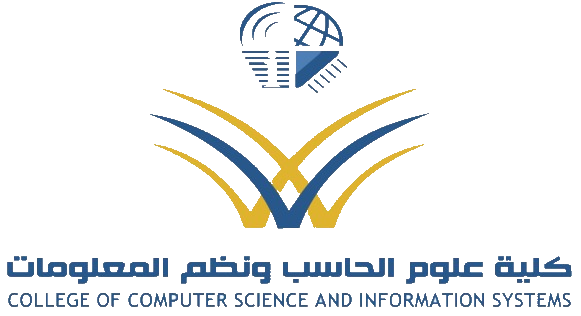 كلية علوم الحاسب ونظم المعلومات
COLLEGE OF COMPUTER SCIENCE AND INFORMATION SYSTEMS